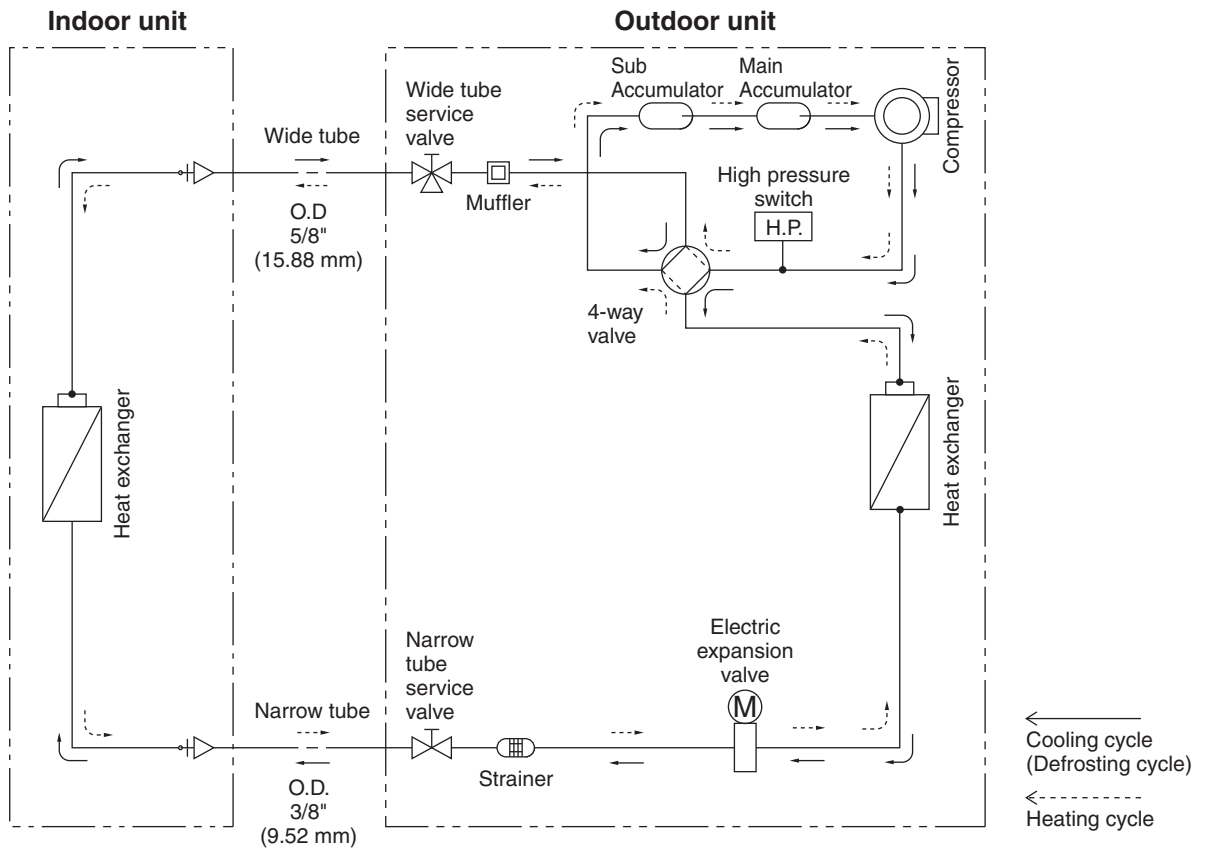 Indoor unit
Outdoor unit
Sub
Accumulator
Main
Accumulator
Compressor
Wide tube
service
valve
Wide tube
Muffler
High pressure
switch
H.P.
O.D
5/8"
(15.88 mm)
4-way
valve
Heat exchanger
Heat exchanger
Narrow
tube
service
valve
Electric
expansion
valve
M
Narrow tube
Strainer
O.D.
3/8"
(9.52 mm)
Cooling cycle
(Defrosting cycle)
Heating cycle